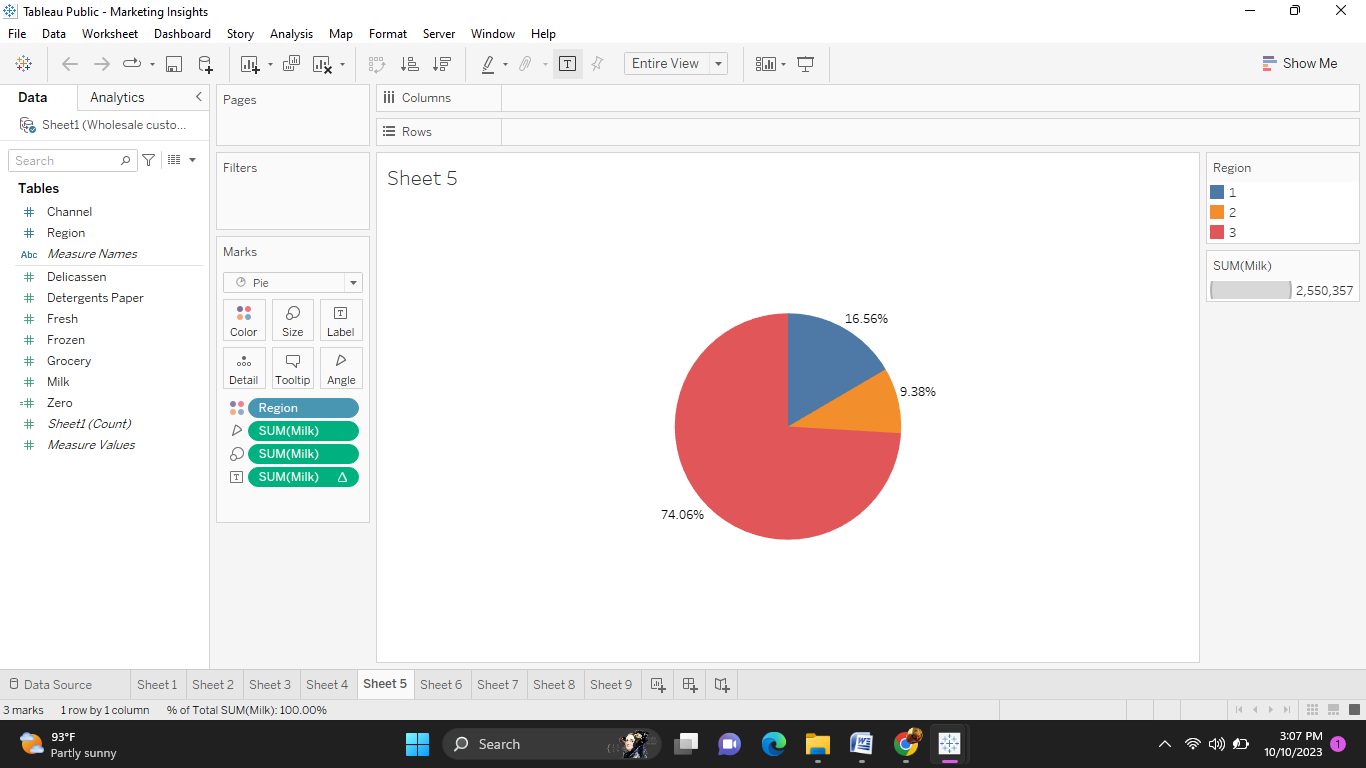 Tableau Public - Marketing Insights
File Data Worksheet Dashboard Story Analysis Map Format Server Window Help
Entire View
Show Me
Data Analytics
Sheet1 (Wholesale custo...
Search
Tables
Channel
Region
Abc Measure Names
Delicassen
Detergents Paper
Fresh
Frozen
Grocery
Milk
Zero
Sheet1 (Count)
Measure Values
Pages
Filters
Marks
Pie
Color Size Label
Detail Tooltip Angle
Region
SUM(Milk)
SUM(Milk)
SUM(Milk)
Columns
Rows
Sheet 5
16.56%
9.38%
74.06%
Region
1
2
3
SUM(Milk)
2,550,357
Data Source Sheet 1 Sheet 2 Sheet 3 Sheet 4 Sheet 5 Sheet 6 Sheet 7 Sheet 8 Sheet 9
3 marks 1 row by 1 column % of Total SUM(Milk): 100.00%
93°F
Partly sunny
Search
3:07 PM
10/10/2023
1